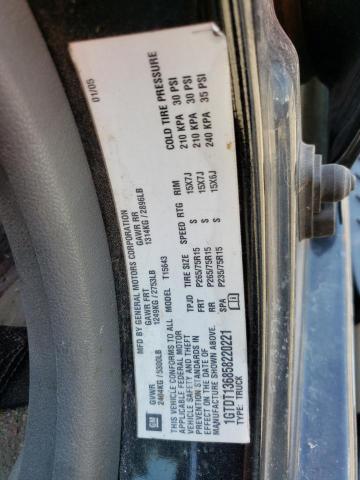 GM
MFD BY GENERAL MOTORS CORPORATION
01/05
GVWR GAWR FRT GAWR RR
2404KG / 5300LB 1249KG / 2753LB 1314KG / 2896LB
THIS VEHICLE CONFORMS TO ALL
APPLICABLE FEDERAL MOTOR
VEHICLE SAFETY AND THEFT
PREVENTION STANDARDS IN
EFFECT ON THE DATE OF
MANUFACTURE SHOWN ABOVE.
1GTDT136858220221
TYPE: TRUCK
MODEL: T15643
TPJD TIRE SIZE SPEED RTG RIM COLD TIRE PRESSURE
FRT P265/75R15 S 15X7J 210 KPA 30 PSI
RR P265/75R15 S 15X7J 210 KPA 30 PSI
SPA P235/75R15 S 15X6J 240 KPA 35 PSI